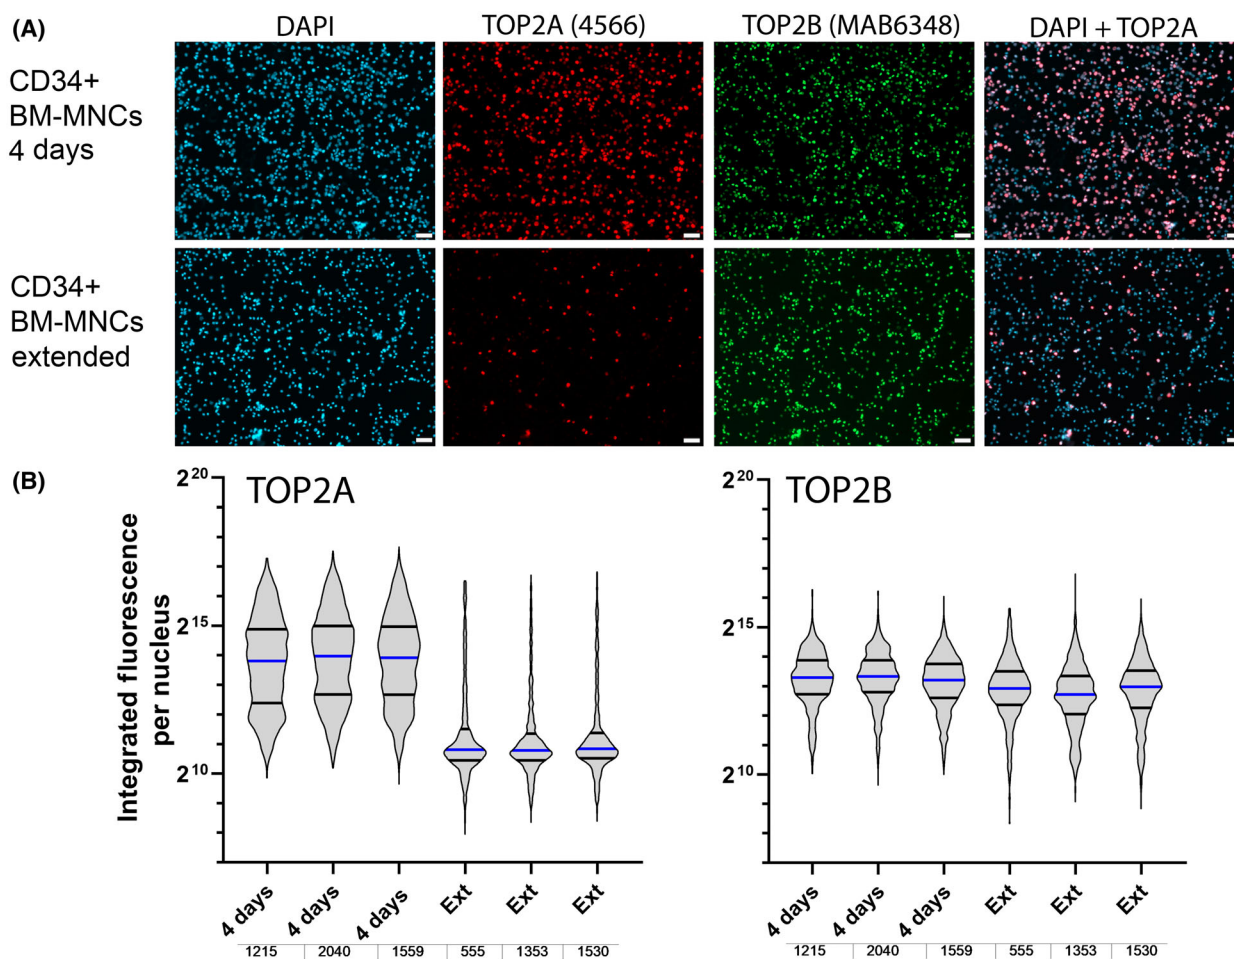 (A)
DAPI
TOP2A (4566)
TOP2B (MAB6348)
DAPI + TOP2A
CD34+
BM-MNCs
4 days
CD34+
BM-MNCs
extended
(B)
Integrated fluorescence
per nucleus
2^20
2^15
2^10
TOP2A
4 days
4 days
4 days
Ext
Ext
Ext
1215 2040 1559 555 1353 1530
2^20
2^15
2^10
TOP2B
4 days
4 days
4 days
Ext
Ext
Ext
1215 2040 1559 555 1353 1530